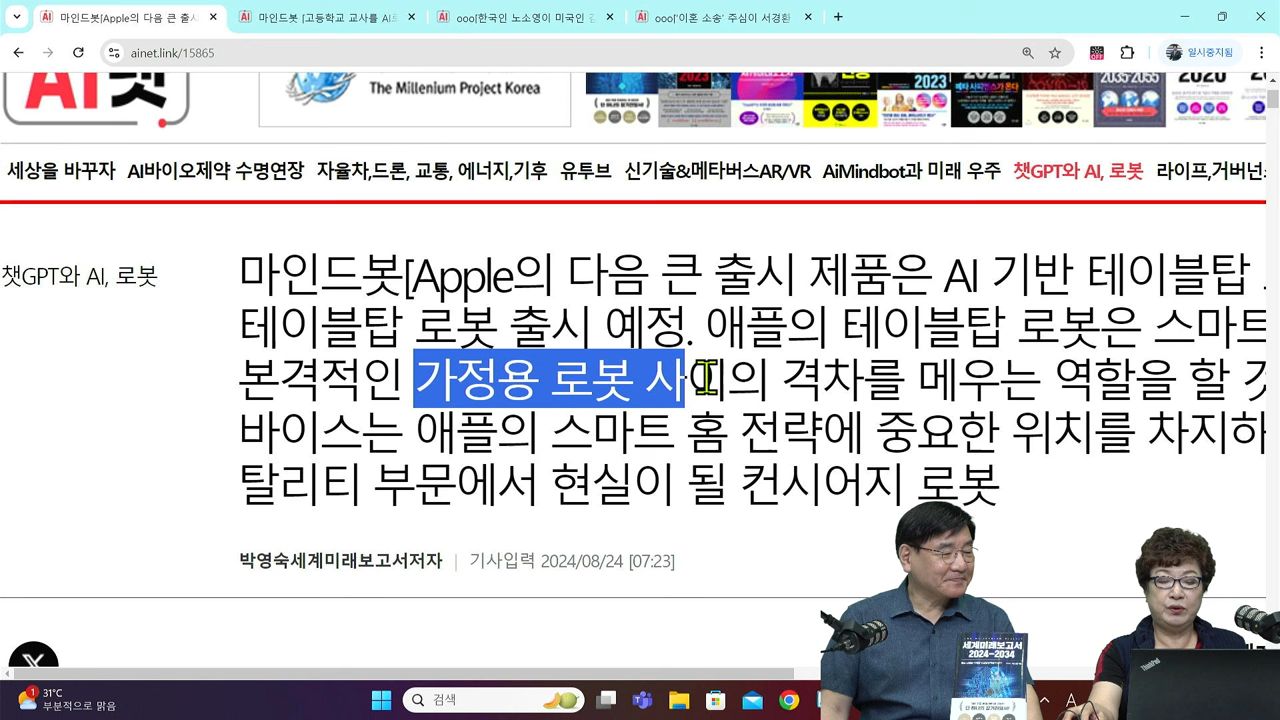 마인드봇[Apple의 다음 큰 출시
마인드봇 [고등학교 교사를 AI로
ooo[한국인 노소영이 미국인 김
ooo['이혼 소송' 주심이 서경환
ainet.link/15865
OFF
일시중지됨
AI넷
The Millenium Project Korea
2023
2023
2035-2055
세상을 바꾸자 AI바이오제약 수명연장 자율차,드론, 교통, 에너지,기후 유튜브 신기술&메타버스AR/VR AiMindbot과 미래 우주 챗GPT와 AI, 로봇 라이프,거버넌
챗GPT와 AI, 로봇
마인드봇[Apple의 다음 큰 출시 제품은 AI 기반 테이블탑
테이블탑 로봇 출시 예정. 애플의 테이블탑 로봇은 스마트
본격적인 가정용 로봇 사이의 격차를 메우는 역할을 할 것
바이스는 애플의 스마트 홈 전략에 중요한 위치를 차지하
탈리티 부문에서 현실이 될 컨시어지 로봇
박영숙세계미래보고서저자 | 기사입력 2024/08/24 [07:23]
세계미래보고서
2024-2034
ThinkPad
1
31°C
부분적으로 맑음
검색
A